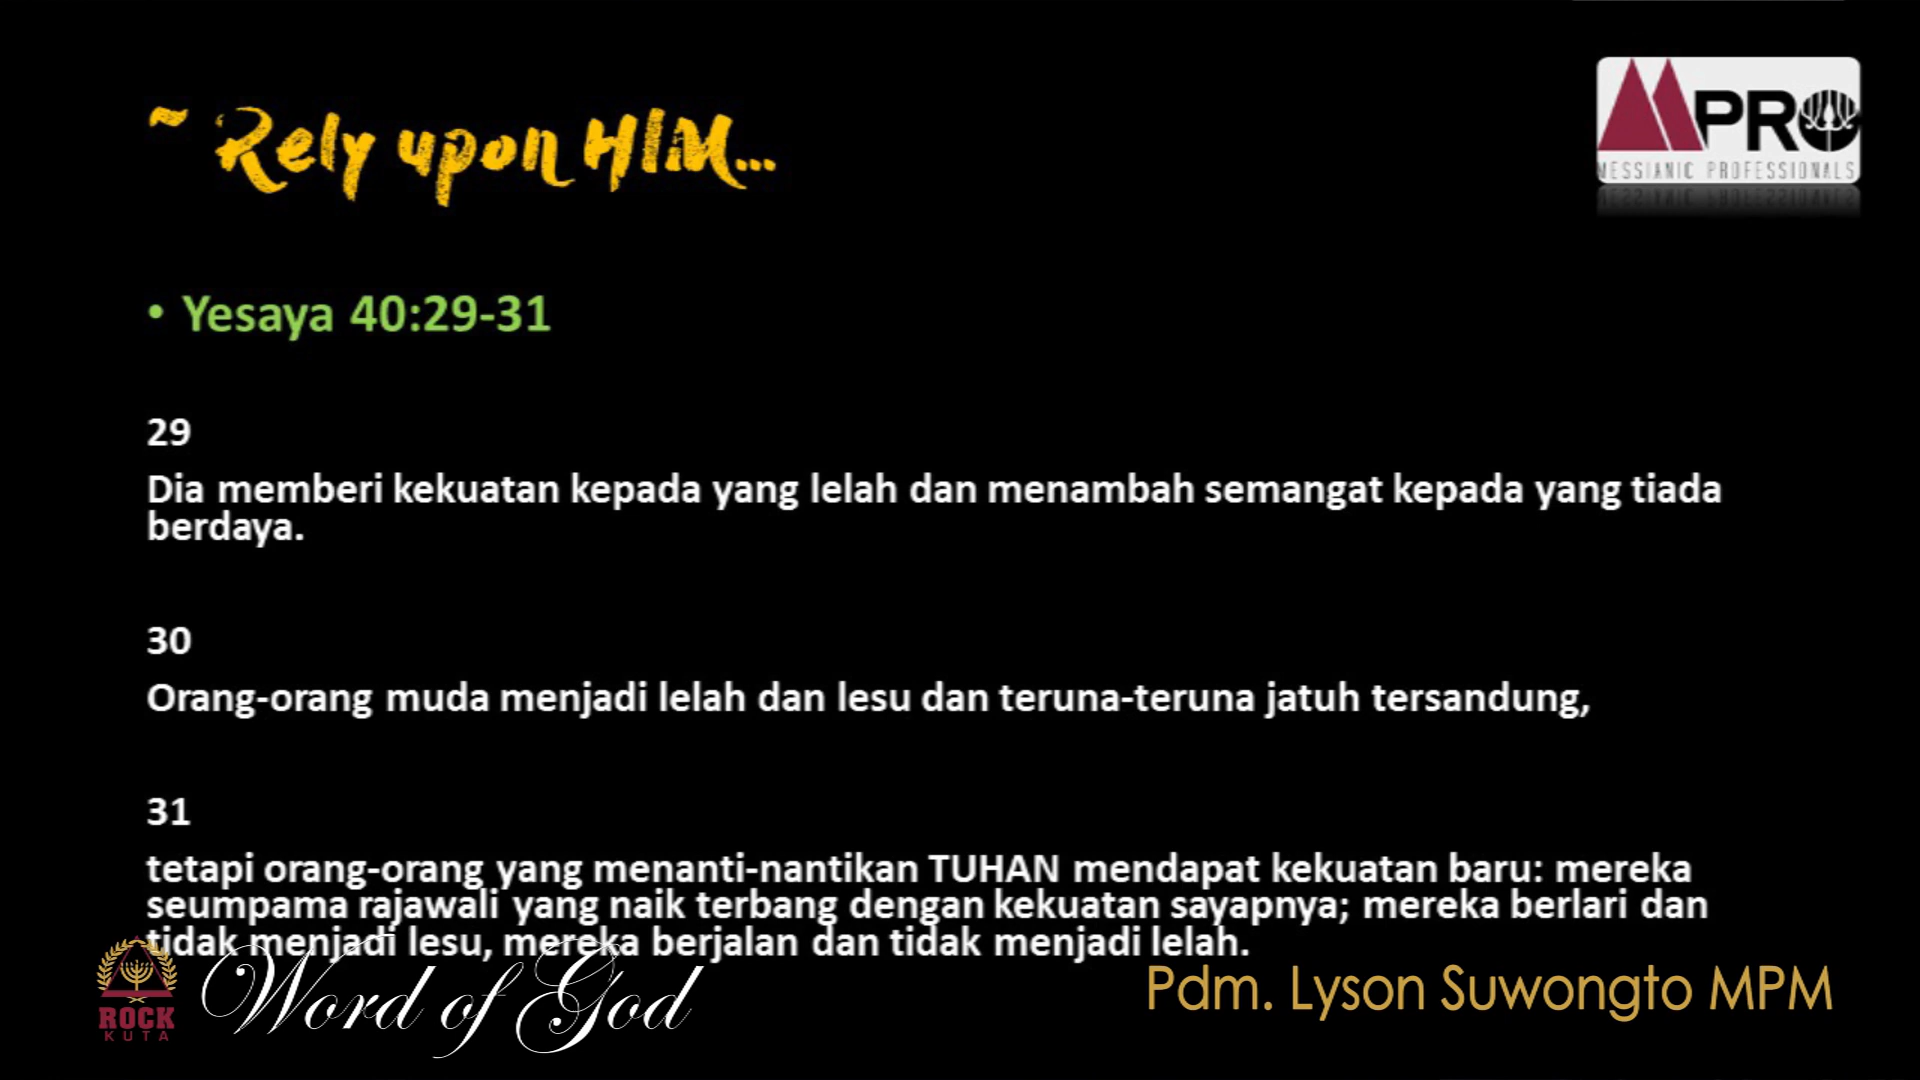 ~ Rely upon HIM...
MPRO
MESSIANIC PROFESSIONALS
• Yesaya 40:29-31
29
Dia memberi kekuatan kepada yang lelah dan menambah semangat kepada yang tiada
berdaya.
30
Orang-orang muda menjadi lelah dan lesu dan teruna-teruna jatuh tersandung,
31
tetapi orang-orang yang menanti-nantikan TUHAN mendapat kekuatan baru: mereka
seumpama rajawali yang naik terbang dengan kekuatan sayapnya; mereka berlari dan
tidak menjadi lesu, mereka berjalan dan tidak menjadi lelah.
ROCK
KUTA
Word of God
Pdm. Lyson Suwongto MPM